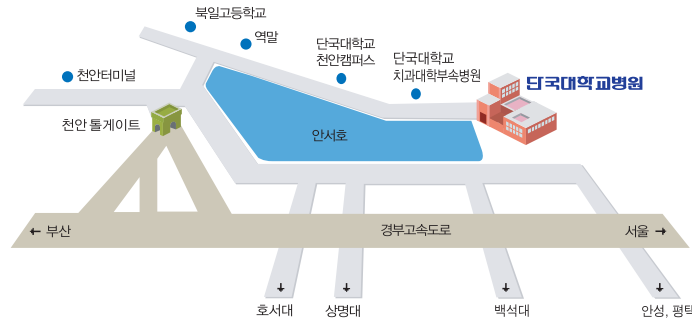 북일고등학교
역말
단국대학교
천안캠퍼스
단국대학교
치과대학부속병원
천안터미널
단국대학교병원
천안 톨게이트
안서호
← 부산
경부고속도로
서울 →
호서대
상명대
백석대
안성, 평택